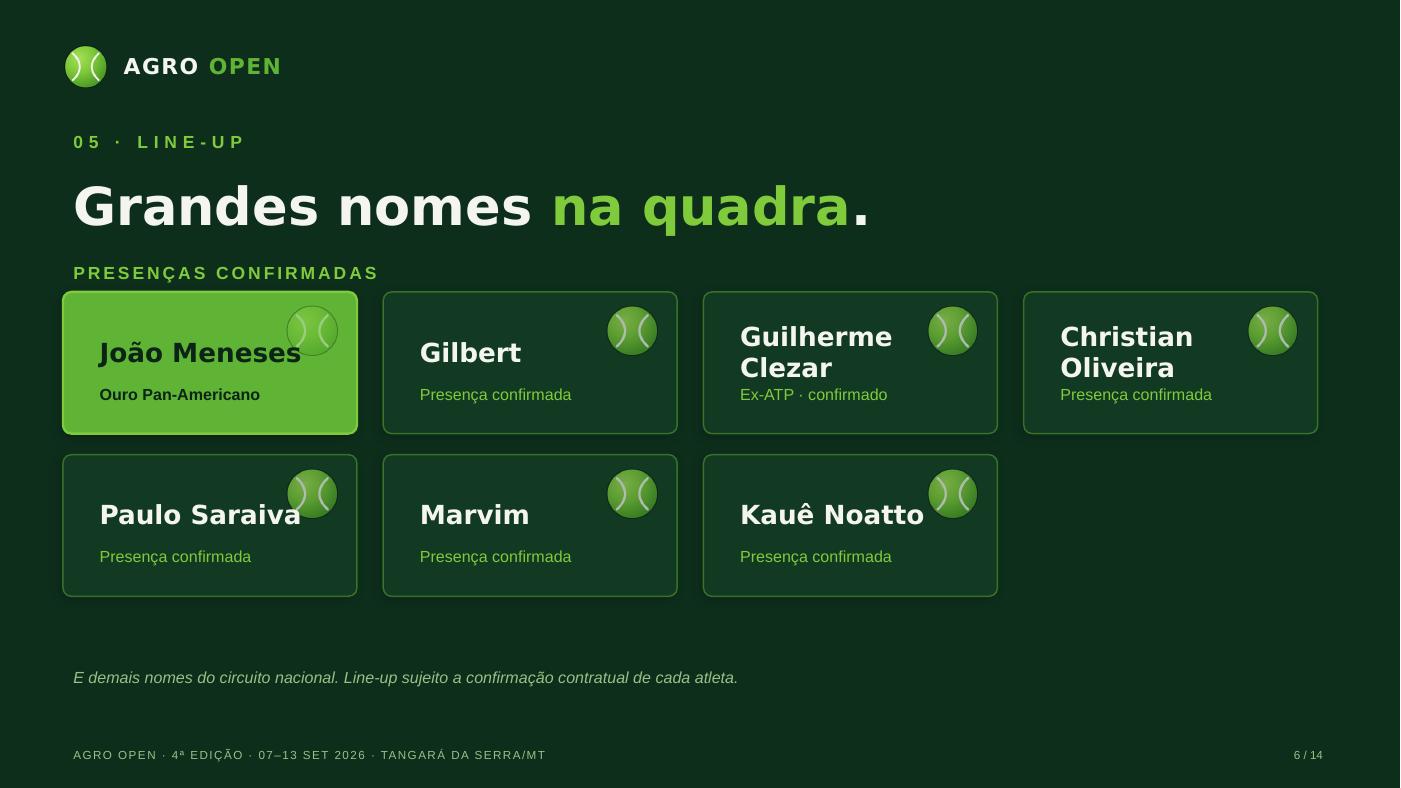 AGRO OPEN
05 · LINE-UP
Grandes nomes na quadra.
PRESENÇAS CONFIRMADAS
João Meneses
Ouro Pan-Americano
Gilbert
Presença confirmada
Guilherme
Clezar
Ex-ATP · confirmado
Christian
Oliveira
Presença confirmada
Paulo Saraiva
Presença confirmada
Marvim
Presença confirmada
Kauê Noatto
Presença confirmada
E demais nomes do circuito nacional. Line-up sujeito a confirmação contratual de cada atleta.
AGRO OPEN · 4ª EDIÇÃO · 07–13 SET 2026 · TANGARÁ DA SERRA/MT
6 / 14